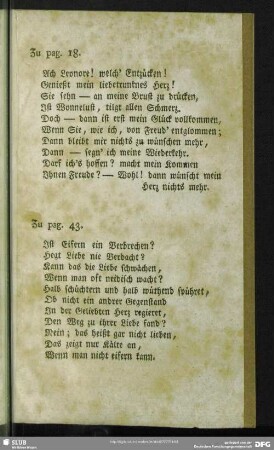 Zu pag. 18.
Ach Leonore! welch' Entzücken!
Genießt mein liebetrunknes Herz!
Sie sehn — an meine Brust zu drücken,
Ist Wonnelust, tilgt allen Schmerz.
Doch — dann ist erst mein Glück vollkommen,
Wenn Sie, wie ich, von Freud' entglommen;
Dann bleibt mir nichts zu wünschen mehr,
Dann — segn' ich meine Wiederkehr.
Darf ich's hoffen? macht mein Kommen
Ihnen Freude? — Wohl! dann wünscht mein
Herz nichts mehr.
Zu pag. 43.
Ist Eifern ein Verbrechen?
Hegt Liebe nie Verdacht?
Kann das die Liebe schwächen,
Wenn man oft neidisch wacht?
Halb schüchtern und halb wüthend spühret,
Ob nicht ein andrer Gegenstand
In der Geliebten Herz regieret,
Den Weg zu ihrer Liebe fand?
Nein; das heißt gar nicht lieben,
Das zeigt nur Kälte an,
Wenn man nicht eifern kann.
SLUB
DFG